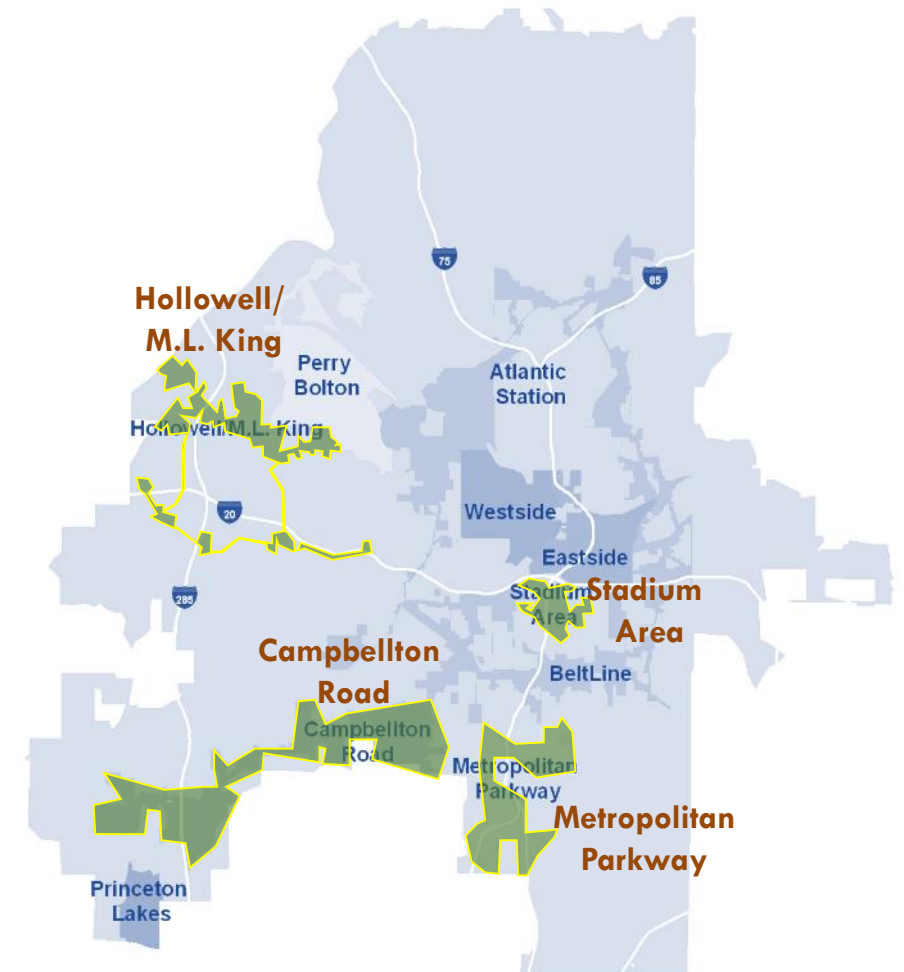 75
85
Hollowell/
M.L. King
Perry
Bolton
Atlantic
Station
Hollowell/M.L. King
Westside
20
Eastside
285
Stadium
Area
Stadium
Area
Campbellton
Road
BeltLine
Campbellton
Road
Metropolitan
Parkway
Metropolitan
Parkway
Princeton
Lakes